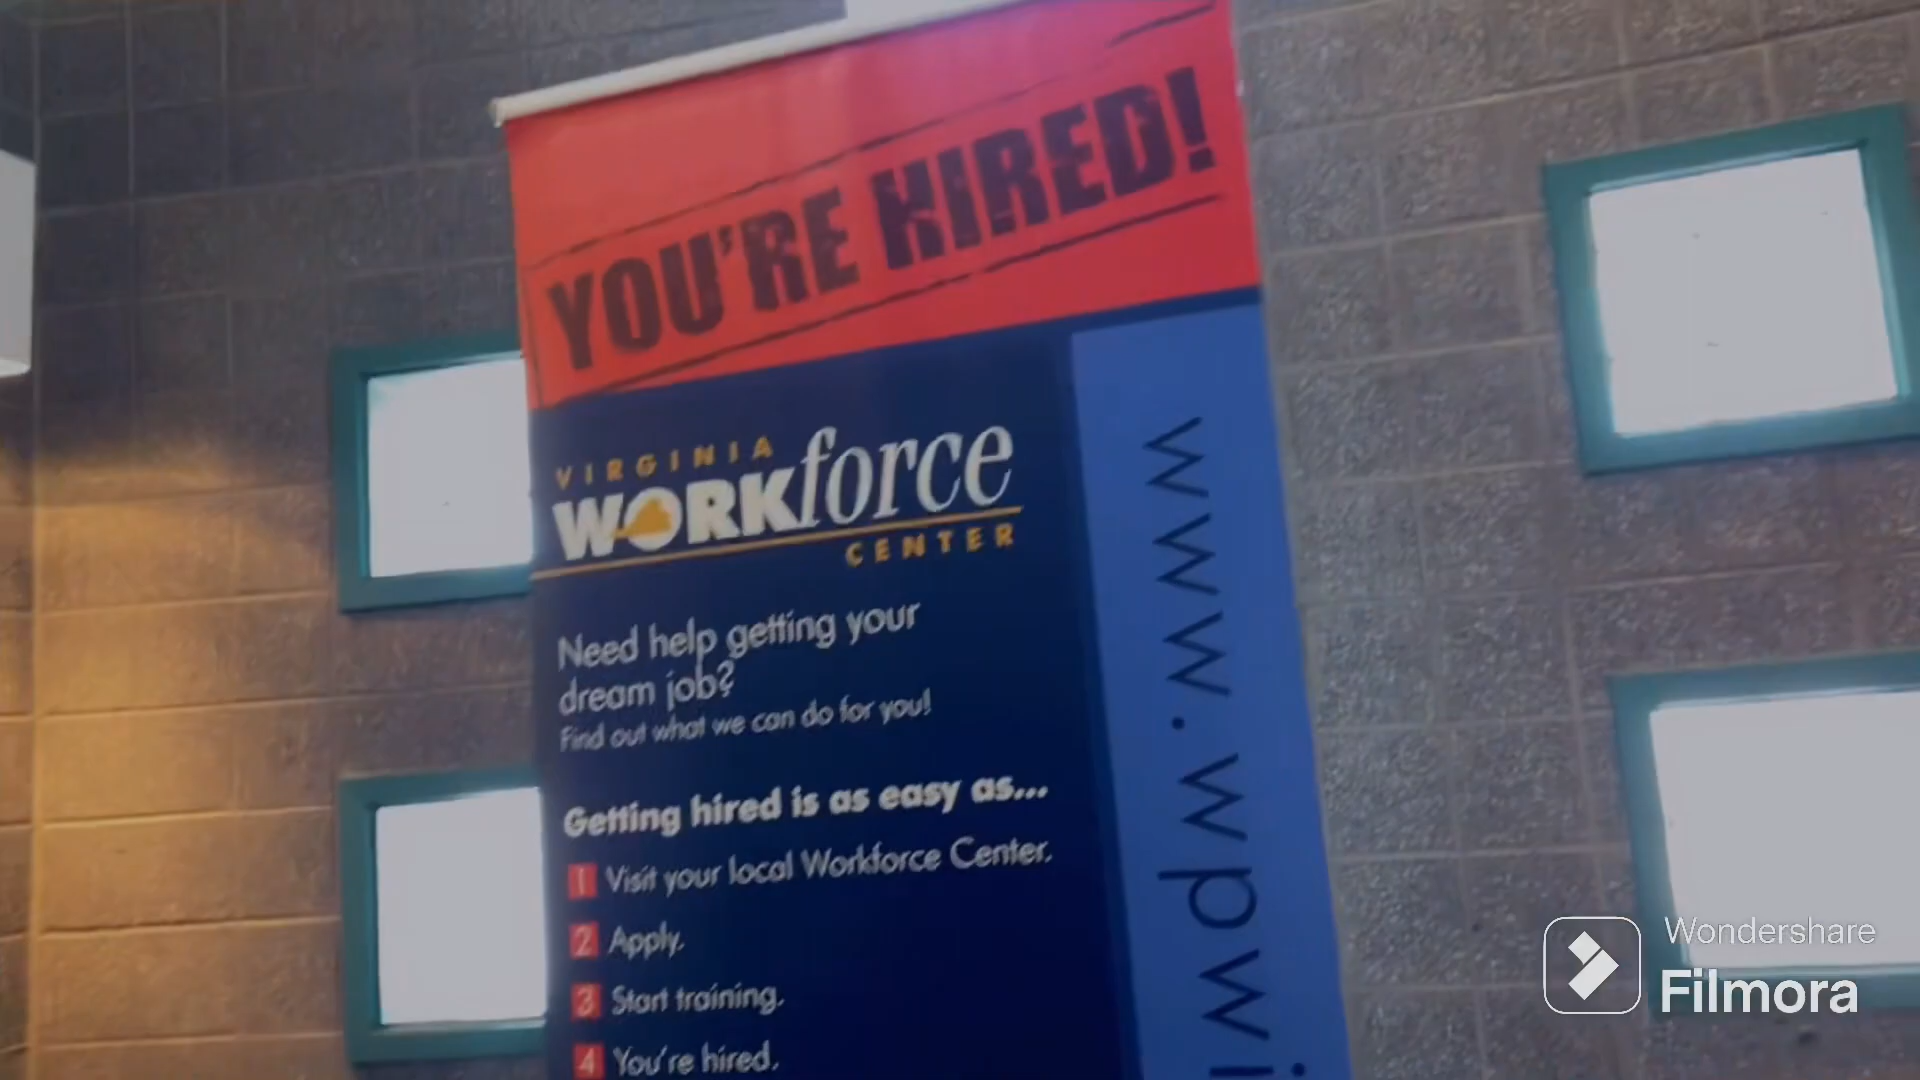 YOU'RE HIRED!
VIRGINIA
WORKforce
CENTER
Need help getting your
dream job?
Find out what we can do for you!
Getting hired is as easy as...
1 Visit your local Workforce Center.
2 Apply.
3 Start training.
4 You're hired.
www.wpwi
Wondershare
Filmora